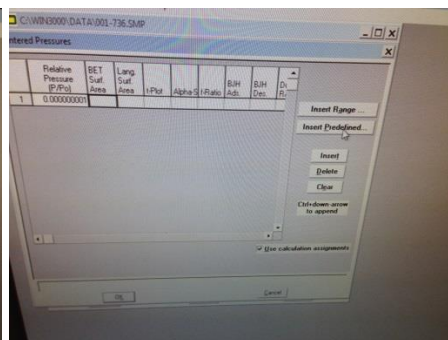 C:\WIN3000\DATA\001-736.SMP
ntered Pressures
Relative Pressure (P/Po)
BET Surf. Area
Lang. Surf. Area
t-Plot
Alpha-S
f-Ratio
BJH Ads.
BJH Des.
1 0.000000001
Insert Range ...
Insert Predefined...
Insert
Delete
Clear
Ctrl+down-arrow
to append
Use calculation assignments
OK
Cancel